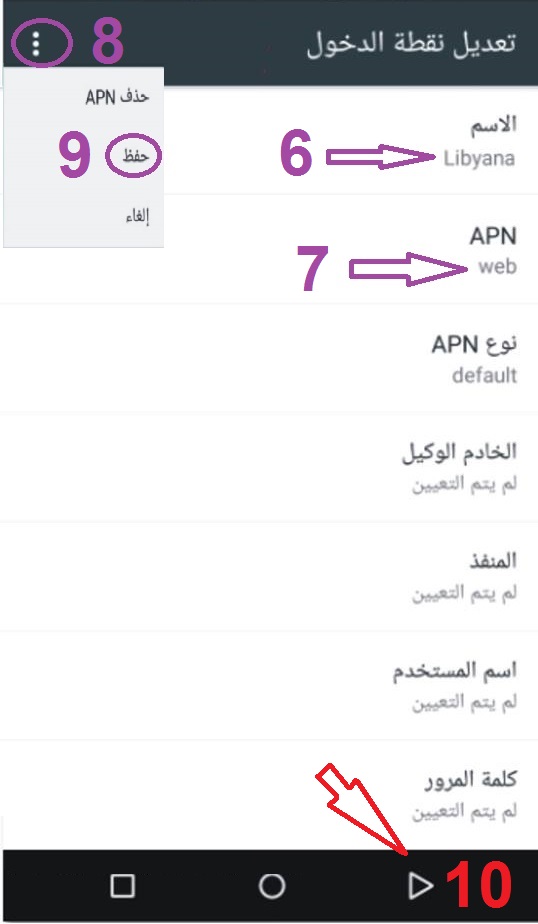 تعديل نقطة الدخول
8
حذف APN
حفظ
9
إلغاء
الاسم
Libyana
6
APN
web
7
نوع APN
default
الخادم الوكيل
لم يتم التعيين
المنفذ
لم يتم التعيين
اسم المستخدم
لم يتم التعيين
كلمة المرور
لم يتم التعيين
10